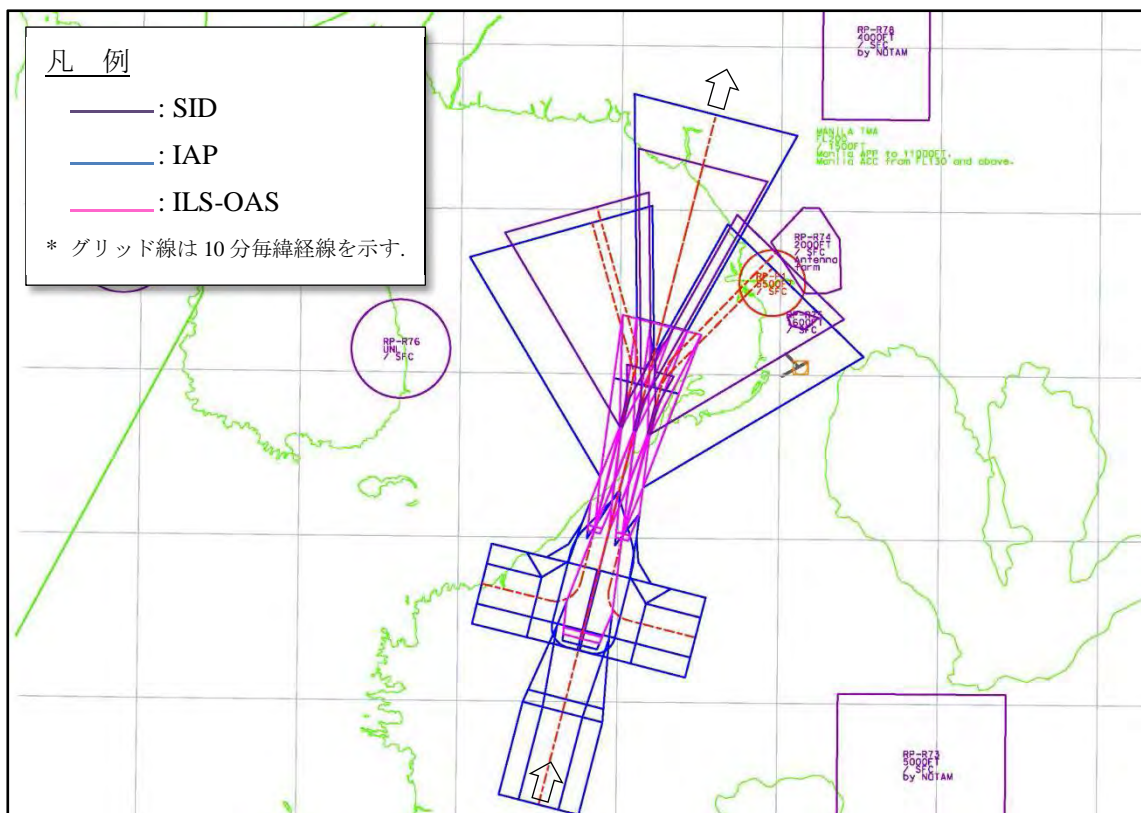 凡 例
: SID
: IAP
: ILS-OAS
* グリッド線は 10 分毎緯経線を示す.
RP-R78
4000FT
/ SFC
by NOTAM
MANILA TMA
FL200
/ 1500FT
Manila APP to 11000FT.
Manila ACC from FL130 and above.
RP-R74
2000FT
/ SFC
Antenna
farm
/ SFC
/ SFC
RP-R76
UNL
/ SFC
RP-R73
5000FT
/ SFC
by NOTAM